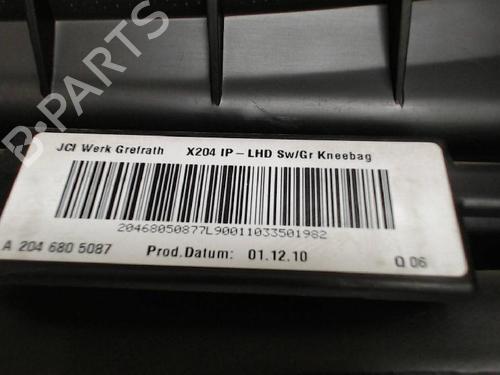 B-PARTS
JCI Werk Grefrath X204 IP - LHD Sw/Gr Kneebag
20468050877L90011033501982
A 204 680 5087 Prod.Datum: 01.12.10 Q 06